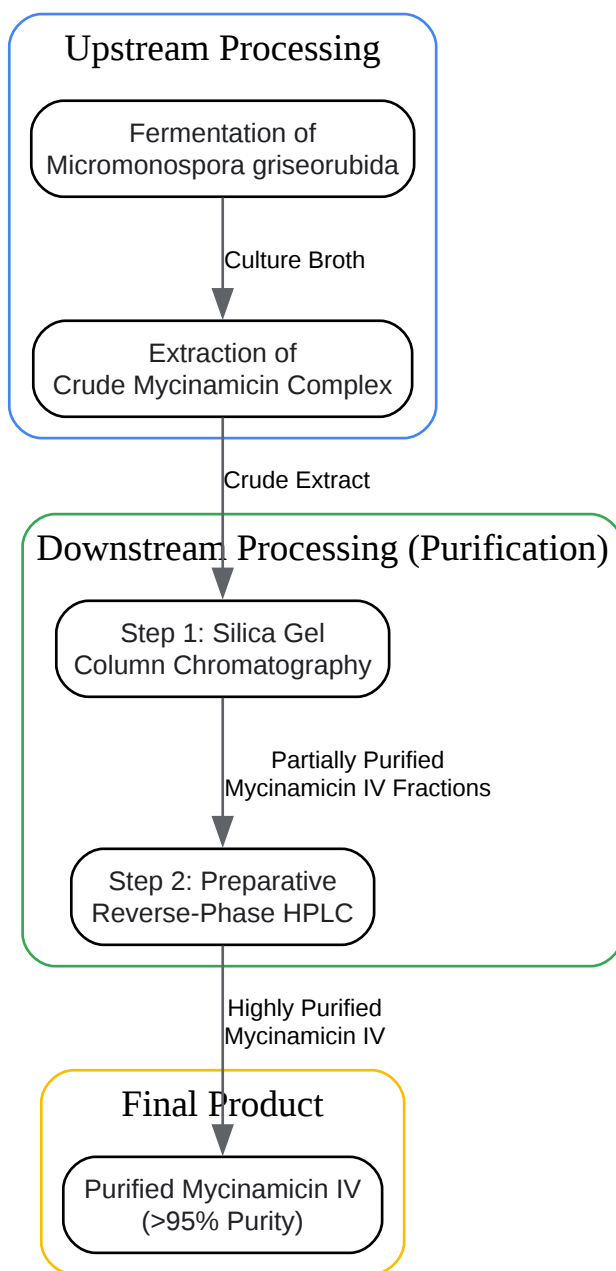 Upstream Processing
Fermentation of
Micromonospora griseorubida
Culture Broth
Extraction of
Crude Mycinamicin Complex
Crude Extract
Downstream Processing (Purification)
Step 1: Silica Gel
Column Chromatography
Partially Purified
Mycinamicin IV Fractions
Step 2: Preparative
Reverse-Phase HPLC
Highly Purified
Mycinamicin IV
Final Product
Purified Mycinamicin IV
(>95% Purity)